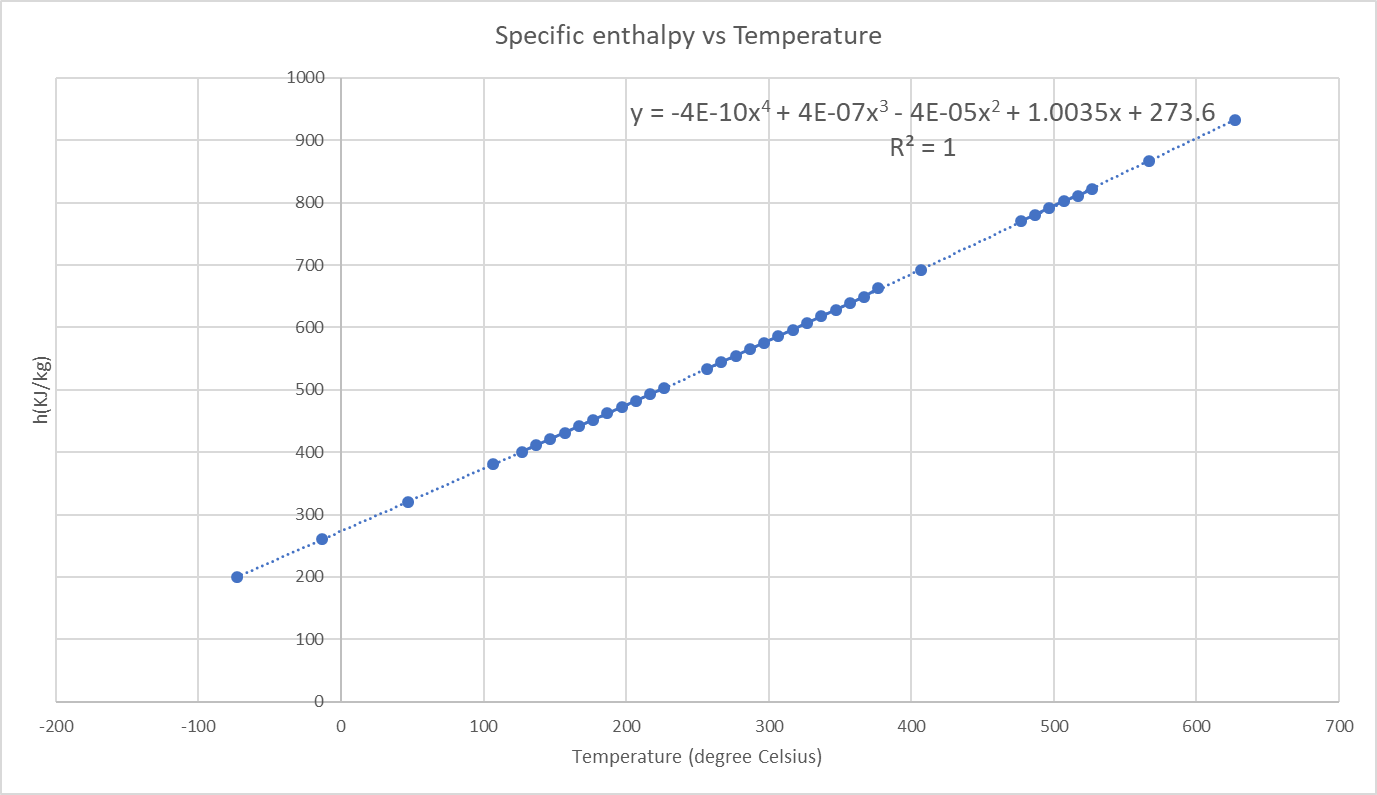 Specific enthalpy vs Temperature
1000
y = -4E-10x⁴ + 4E-07x³ - 4E-05x² + 1.0035x + 273.6
R² = 1
900
800
700
600
500
400
300
200
100
0
h(KJ/kg)
-200 -100 0 100 200 300 400 500 600 700
Temperature (degree Celsius)